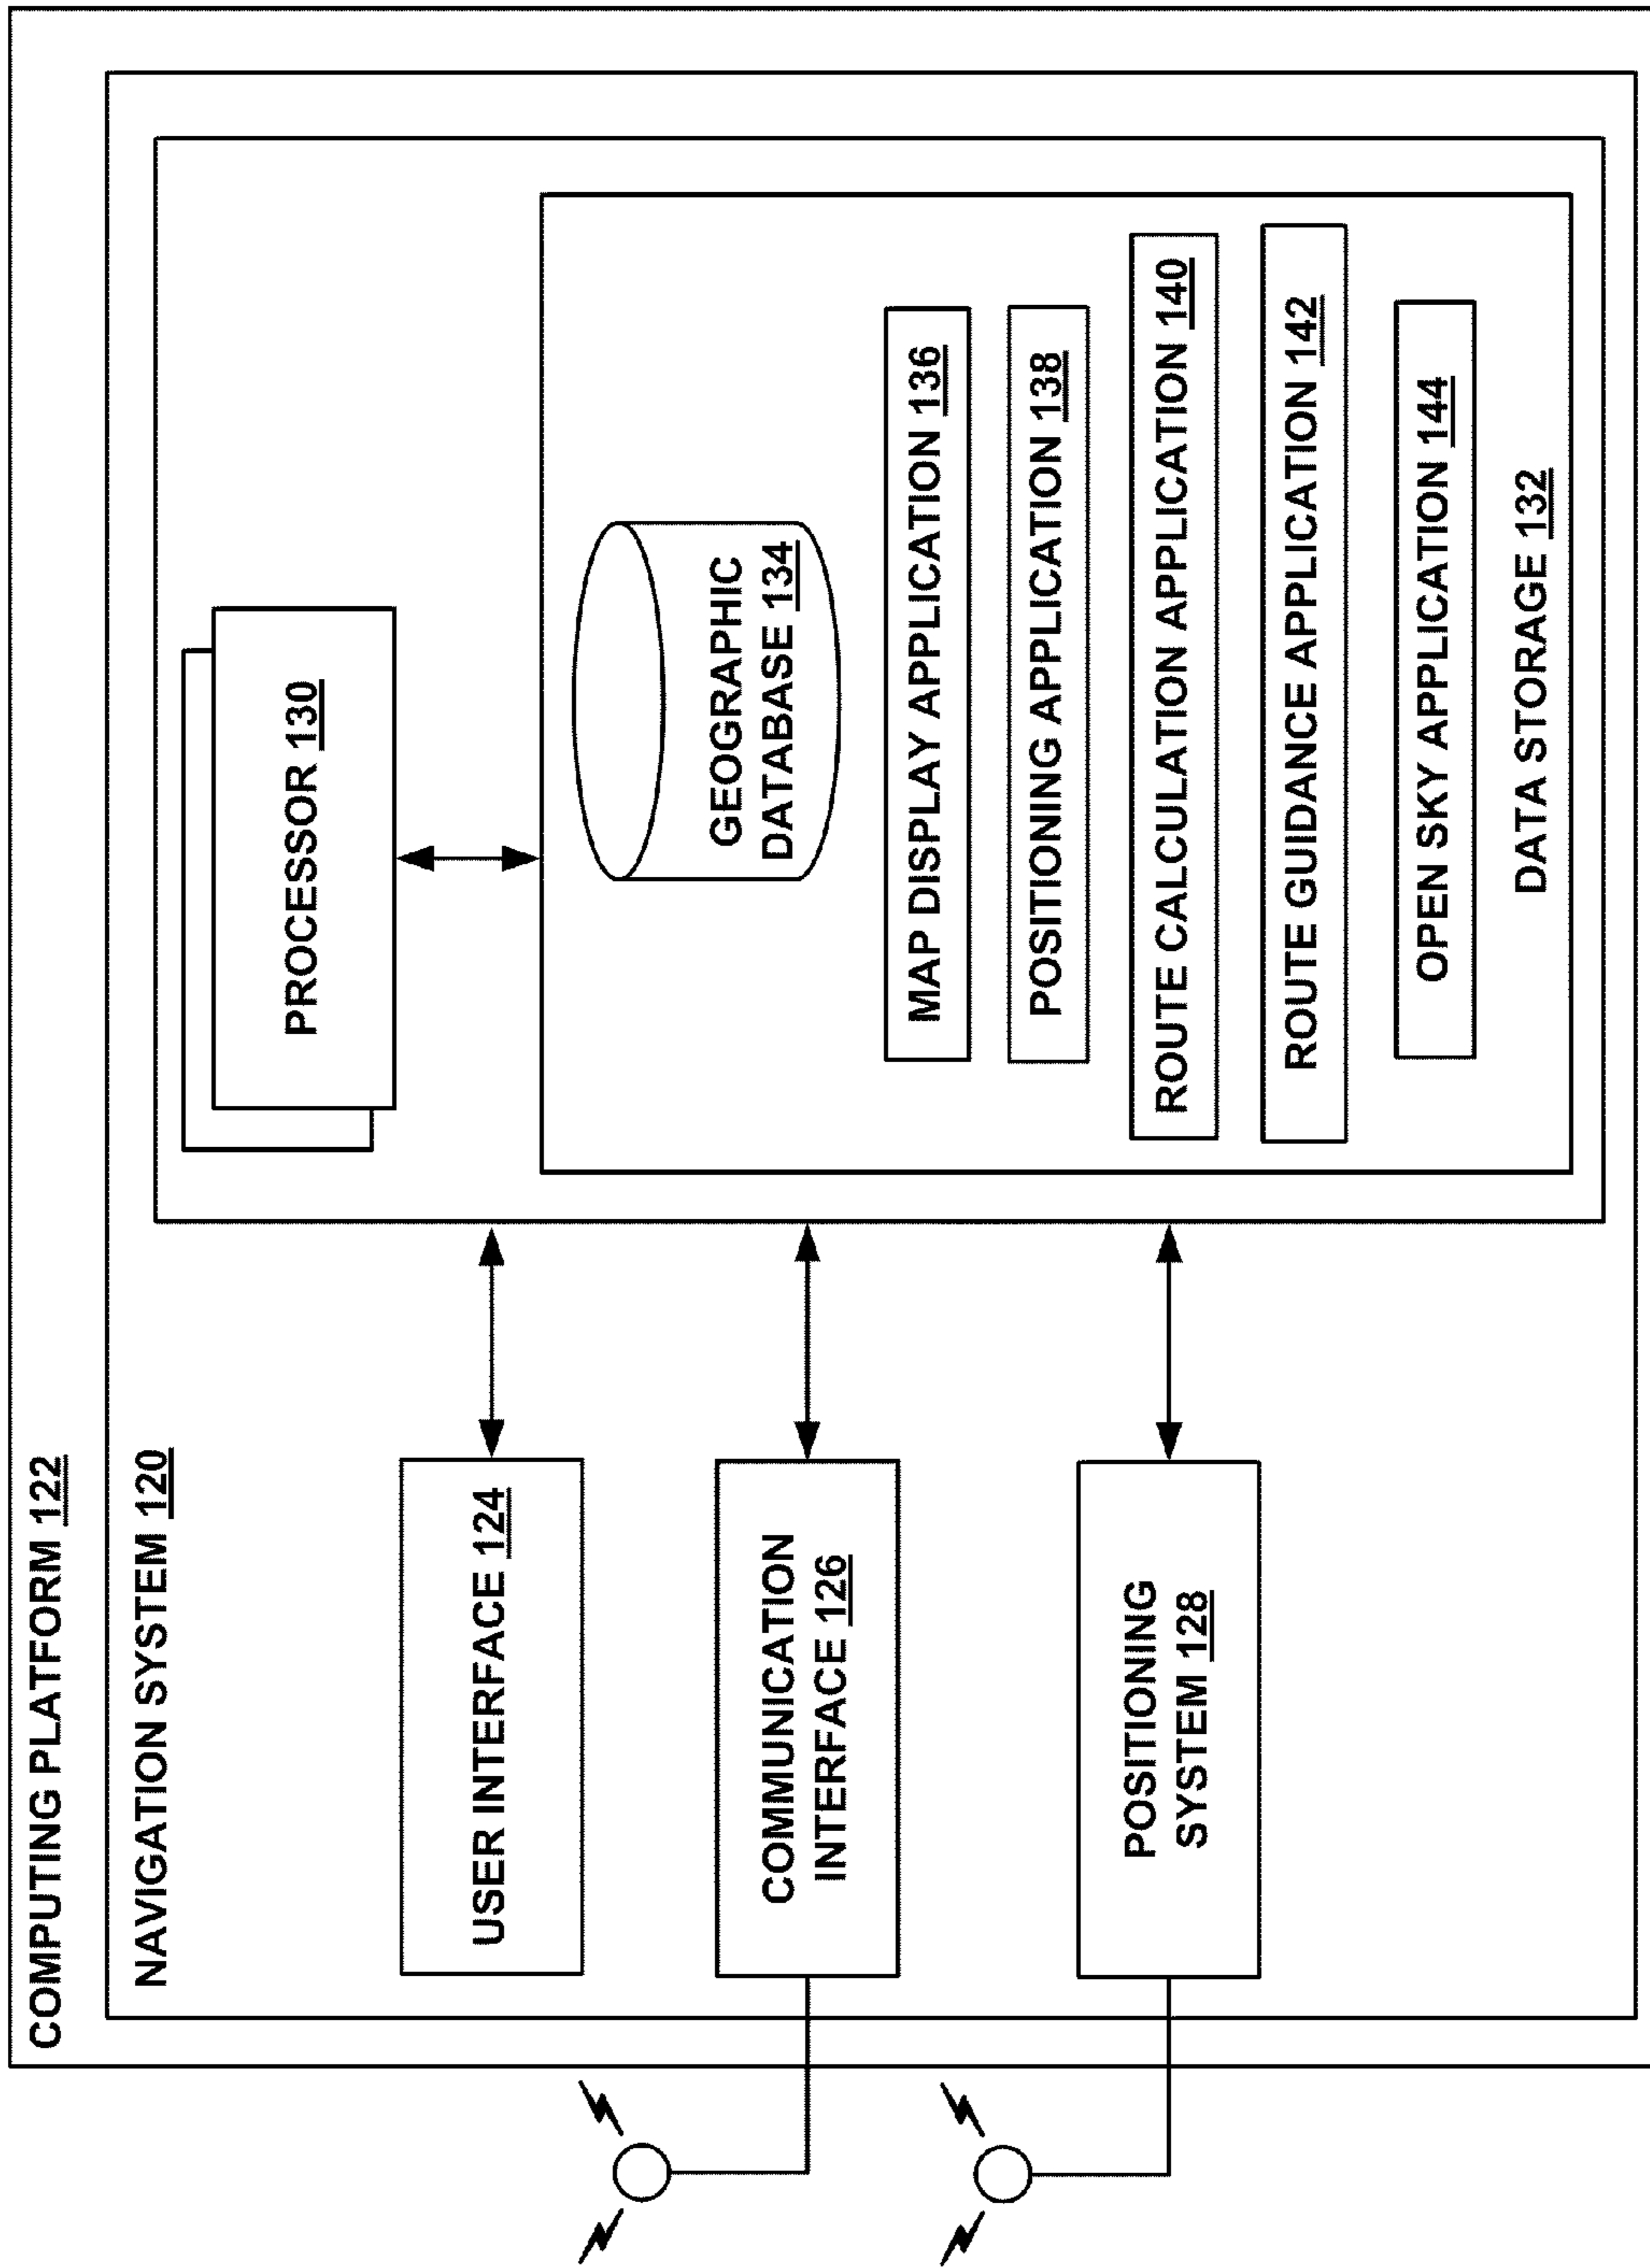 COMPUTING PLATFORM 122
NAVIGATION SYSTEM 120
USER INTERFACE 124
COMMUNICATION
INTERFACE 126
POSITIONING
SYSTEM 128
PROCESSOR 130
GEOGRAPHIC
DATABASE 134
MAP DISPLAY APPLICATION 136
POSITIONING APPLICATION 138
ROUTE CALCULATION APPLICATION 140
ROUTE GUIDANCE APPLICATION 142
OPEN SKY APPLICATION 144
DATA STORAGE 132